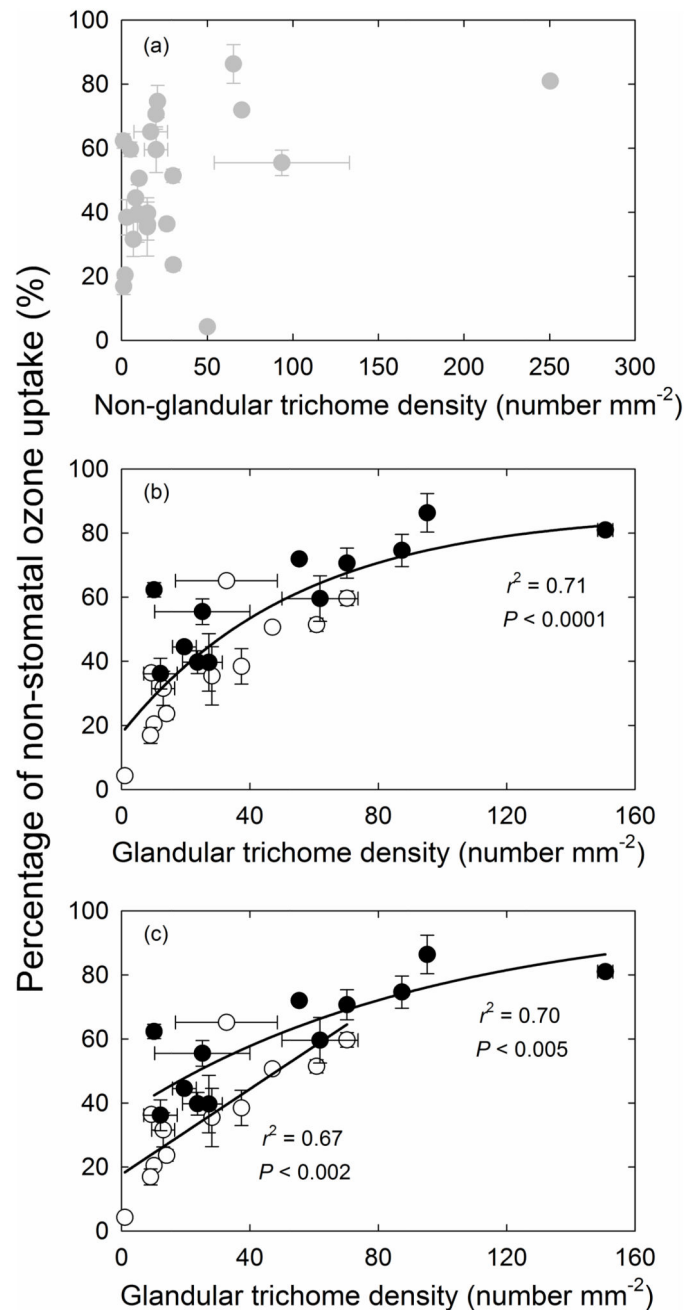 Percentage of non-stomatal ozone uptake (%)
100
80
60
40
20
0
(a)
0 50 100 150 200 250 300
Non-glandular trichome density (number mm⁻²)
100
80
60
40
20
0
(b)
r² = 0.71
P < 0.0001
0 40 80 120 160
Glandular trichome density (number mm⁻²)
100
80
60
40
20
0
(c)
r² = 0.70
P < 0.005
r² = 0.67
P < 0.002
0 40 80 120 160
Glandular trichome density (number mm⁻²)